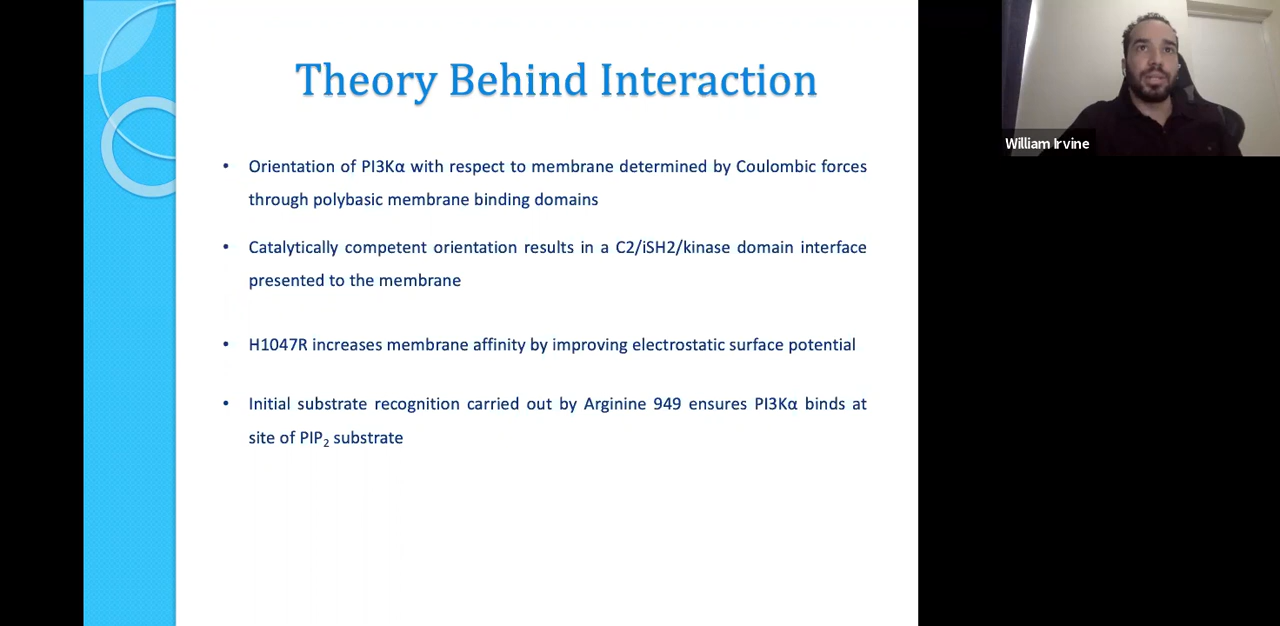 Theory Behind Interaction
• Orientation of PI3Kα with respect to membrane determined by Coulombic forces
through polybasic membrane binding domains
• Catalytically competent orientation results in a C2/iSH2/kinase domain interface
presented to the membrane
• H1047R increases membrane affinity by improving electrostatic surface potential
• Initial substrate recognition carried out by Arginine 949 ensures PI3Kα binds at
site of PIP₂ substrate
William Irvine